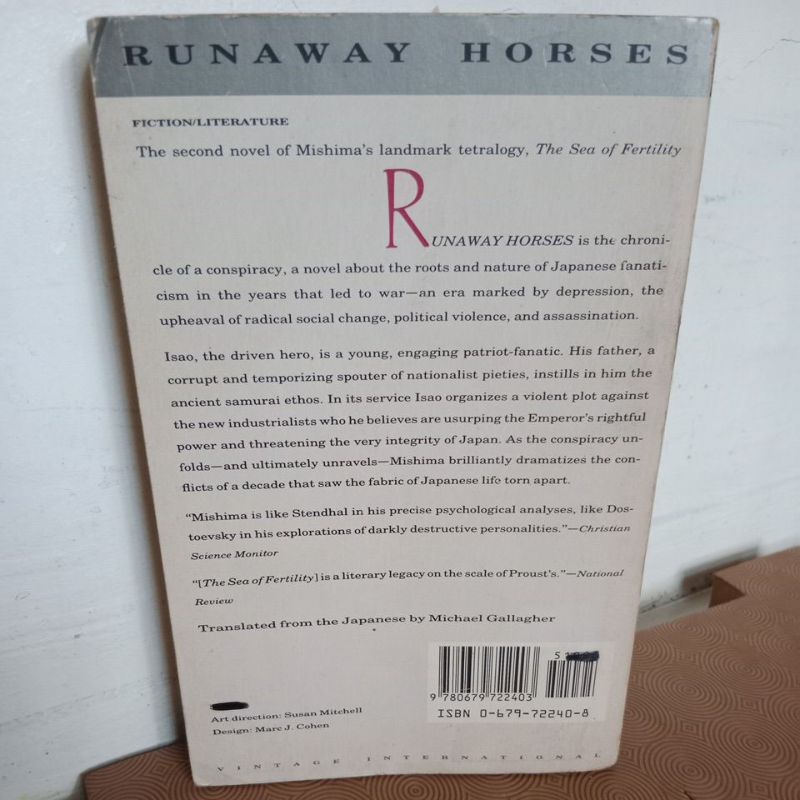 RUNAWAY HORSES
FICTION/LITERATURE
The second novel of Mishima's landmark tetralogy, The Sea of Fertility
RUNAWAY HORSES is the chroni-
cle of a conspiracy, a novel about the roots and nature of Japanese fanati-
cism in the years that led to war—an era marked by depression, the
upheaval of radical social change, political violence, and assassination.
Isao, the driven hero, is a young, engaging patriot-fanatic. His father, a
corrupt and temporizing spouter of nationalist pieties, instills in him the
ancient samurai ethos. In its service Isao organizes a violent plot against
the new industrialists who he believes are usurping the Emperor's rightful
power and threatening the very integrity of Japan. As the conspiracy un-
folds—and ultimately unravels—Mishima brilliantly dramatizes the con-
flicts of a decade that saw the fabric of Japanese life torn apart.
"Mishima is like Stendhal in his precise psychological analyses, like Dos-
toevsky in his explorations of darkly destructive personalities."—Christian
Science Monitor
"[The Sea of Fertility] is a literary legacy on the scale of Proust's."—National
Review
Translated from the Japanese by Michael Gallagher
5
9 780679 722403
ISBN 0-679-72240-8
Art direction: Susan Mitchell
Design: Marc J. Cohen
VINTAGE INTERNATIONAL